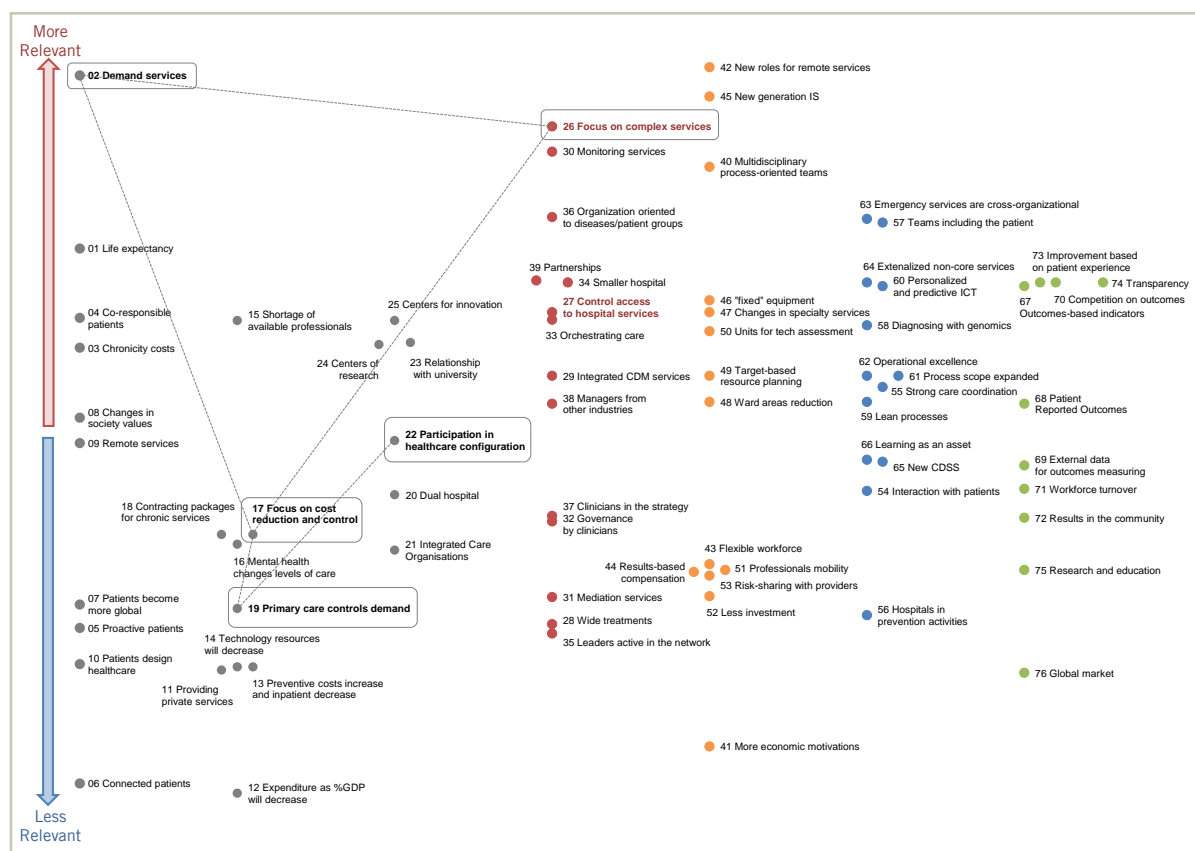 More
Relevant
02 Demand services
42 New roles for remote services
45 New generation IS
26 Focus on complex services
30 Monitoring services
40 Multidisciplinary
process-oriented teams
36 Organization oriented
to diseases/patient groups
63 Emergency services are cross-organizational
57 Teams including the patient
01 Life expectancy
39 Partnerships
34 Smaller hospital
64 Extenalized non-core services
60 Personalized
and predictive ICT
73 Improvement based
on patient experience
74 Transparency
67
Outcomes-based indicators
70 Competition on outcomes
25 Centers for innovation
27 Control access
to hospital services
46 "fixed" equipment
47 Changes in specialty services
04 Co-responsible
patients
15 Shortage of
available professionals
33 Orchestrating care
50 Units for tech assessment
58 Diagnosing with genomics
03 Chronicity costs
24 Centers of
research
23 Relationship
with university
29 Integrated CDM services
49 Target-based
resource planning
62 Operational excellence
61 Process scope expanded
55 Strong care coordination
38 Managers from
other industries
48 Ward areas reduction
59 Lean processes
68 Patient
Reported Outcomes
08 Changes in
society values
09 Remote services
22 Participation in
healthcare configuration
66 Learning as an asset
65 New CDSS
69 External data
for outcomes measuring
20 Dual hospital
54 Interaction with patients
71 Workforce turnover
18 Contracting packages
for chronic services
17 Focus on cost
reduction and control
37 Clinicians in the strategy
32 Governance
by clinicians
72 Results in the community
16 Mental health
changes levels of care
21 Integrated Care
Organisations
43 Flexible workforce
44 Results-based
compensation
51 Professionals mobility
53 Risk-sharing with providers
75 Research and education
07 Patients become
more global
19 Primary care controls demand
31 Mediation services
52 Less investment
56 Hospitals in
prevention activities
05 Proactive patients
28 Wide treatments
14 Technology resources
will decrease
35 Leaders active in the network
10 Patients design
healthcare
11 Providing
private services
13 Preventive costs increase
and inpatient decrease
76 Global market
41 More economic motivations
06 Connected patients
12 Expenditure as %GDP
will decrease
Less
Relevant